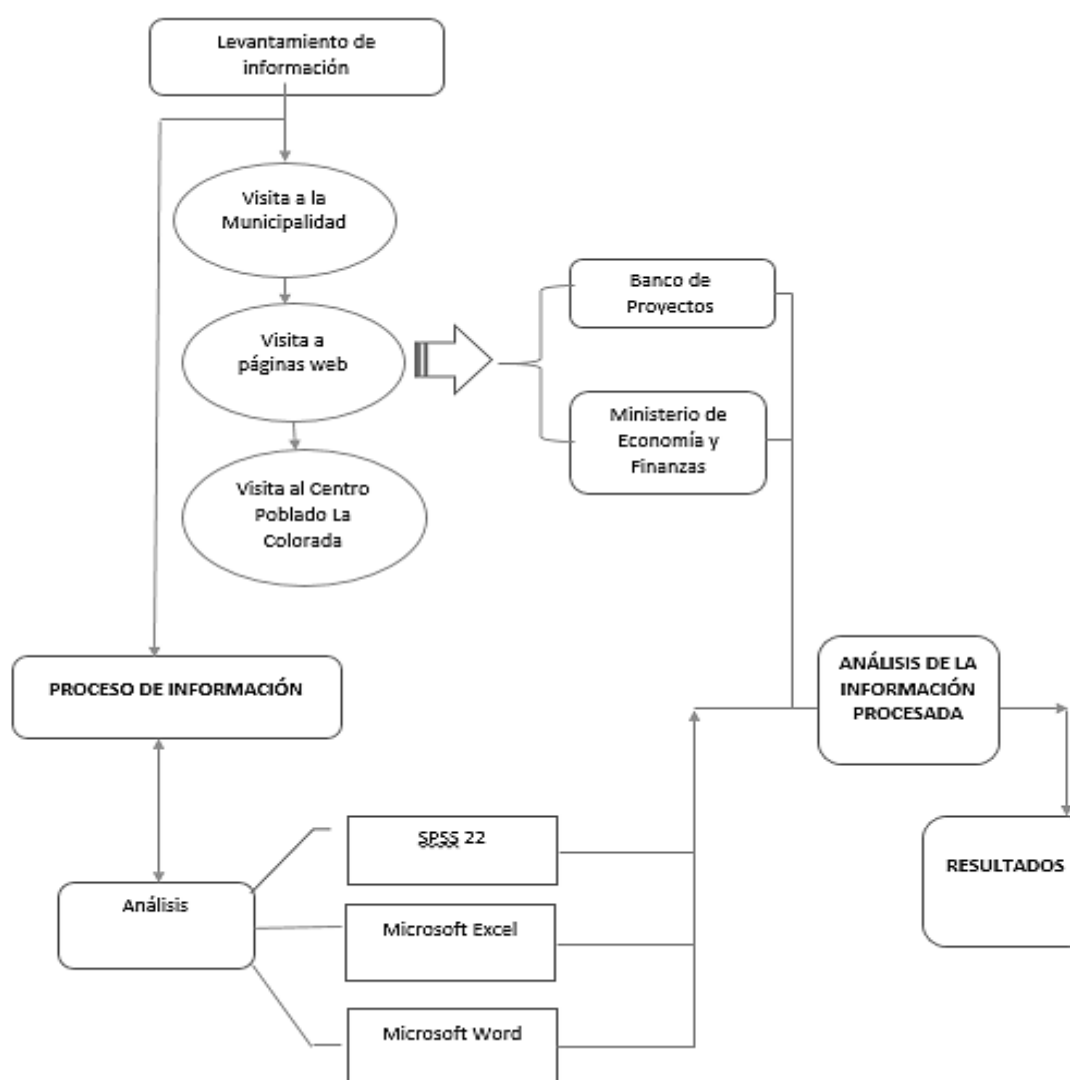 Levantamiento de
información
Visita a la
Municipalidad
Visita a
páginas web
Visita al Centro
Poblado La
Colorada
Banco de
Proyectos
Ministerio de
Economía y
Finanzas
PROCESO DE INFORMACIÓN
ANÁLISIS DE LA
INFORMACIÓN
PROCESADA
Análisis
SPSS 22
Microsoft Excel
Microsoft Word
RESULTADOS